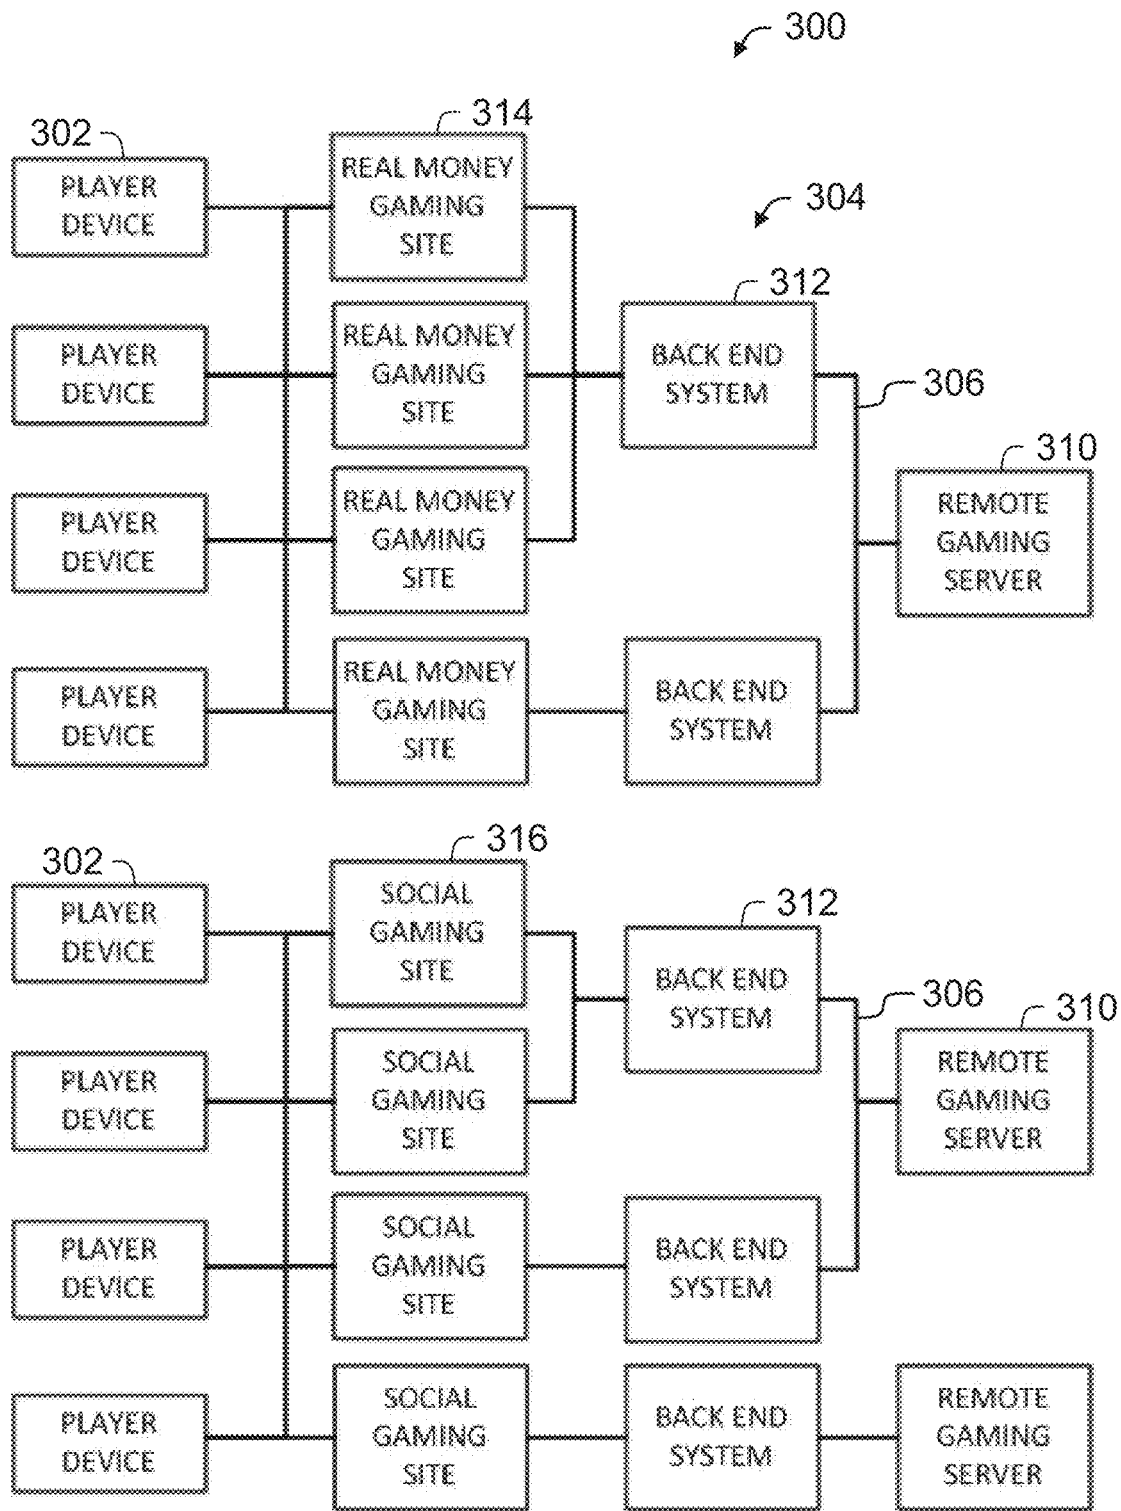 300
302
314
PLAYER
DEVICE
REAL MONEY
GAMING
SITE
304
312
PLAYER
DEVICE
REAL MONEY
GAMING
SITE
BACK END
SYSTEM
306
310
PLAYER
DEVICE
REAL MONEY
GAMING
SITE
REMOTE
GAMING
SERVER
PLAYER
DEVICE
REAL MONEY
GAMING
SITE
BACK END
SYSTEM
302
316
PLAYER
DEVICE
SOCIAL
GAMING
SITE
312
BACK END
SYSTEM
306
310
PLAYER
DEVICE
SOCIAL
GAMING
SITE
REMOTE
GAMING
SERVER
PLAYER
DEVICE
SOCIAL
GAMING
SITE
BACK END
SYSTEM
PLAYER
DEVICE
SOCIAL
GAMING
SITE
BACK END
SYSTEM
REMOTE
GAMING
SERVER